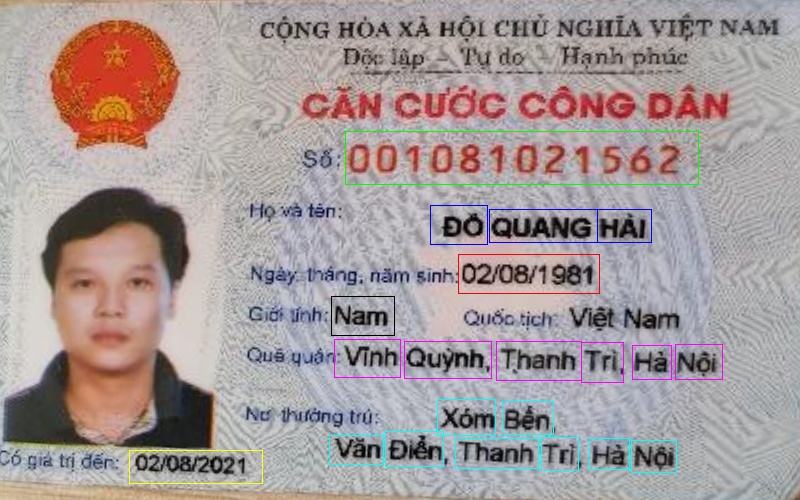 CỘNG HÒA XÃ HỘI CHỦ NGHĨA VIỆT NAM
Độc lập - Tự do - Hạnh phúc
CĂN CƯỚC CÔNG DÂN
Số: 001081021562
Họ và tên: ĐỖ QUANG HẢI
Ngày, tháng, năm sinh: 02/08/1981
Giới tính: Nam Quốc tịch: Việt Nam
Quê quán: Vĩnh Quỳnh, Thanh Trì, Hà Nội
Nơi thường trú: Xóm Bến
Văn Điển, Thanh Trì, Hà Nội
Có giá trị đến: 02/08/2021